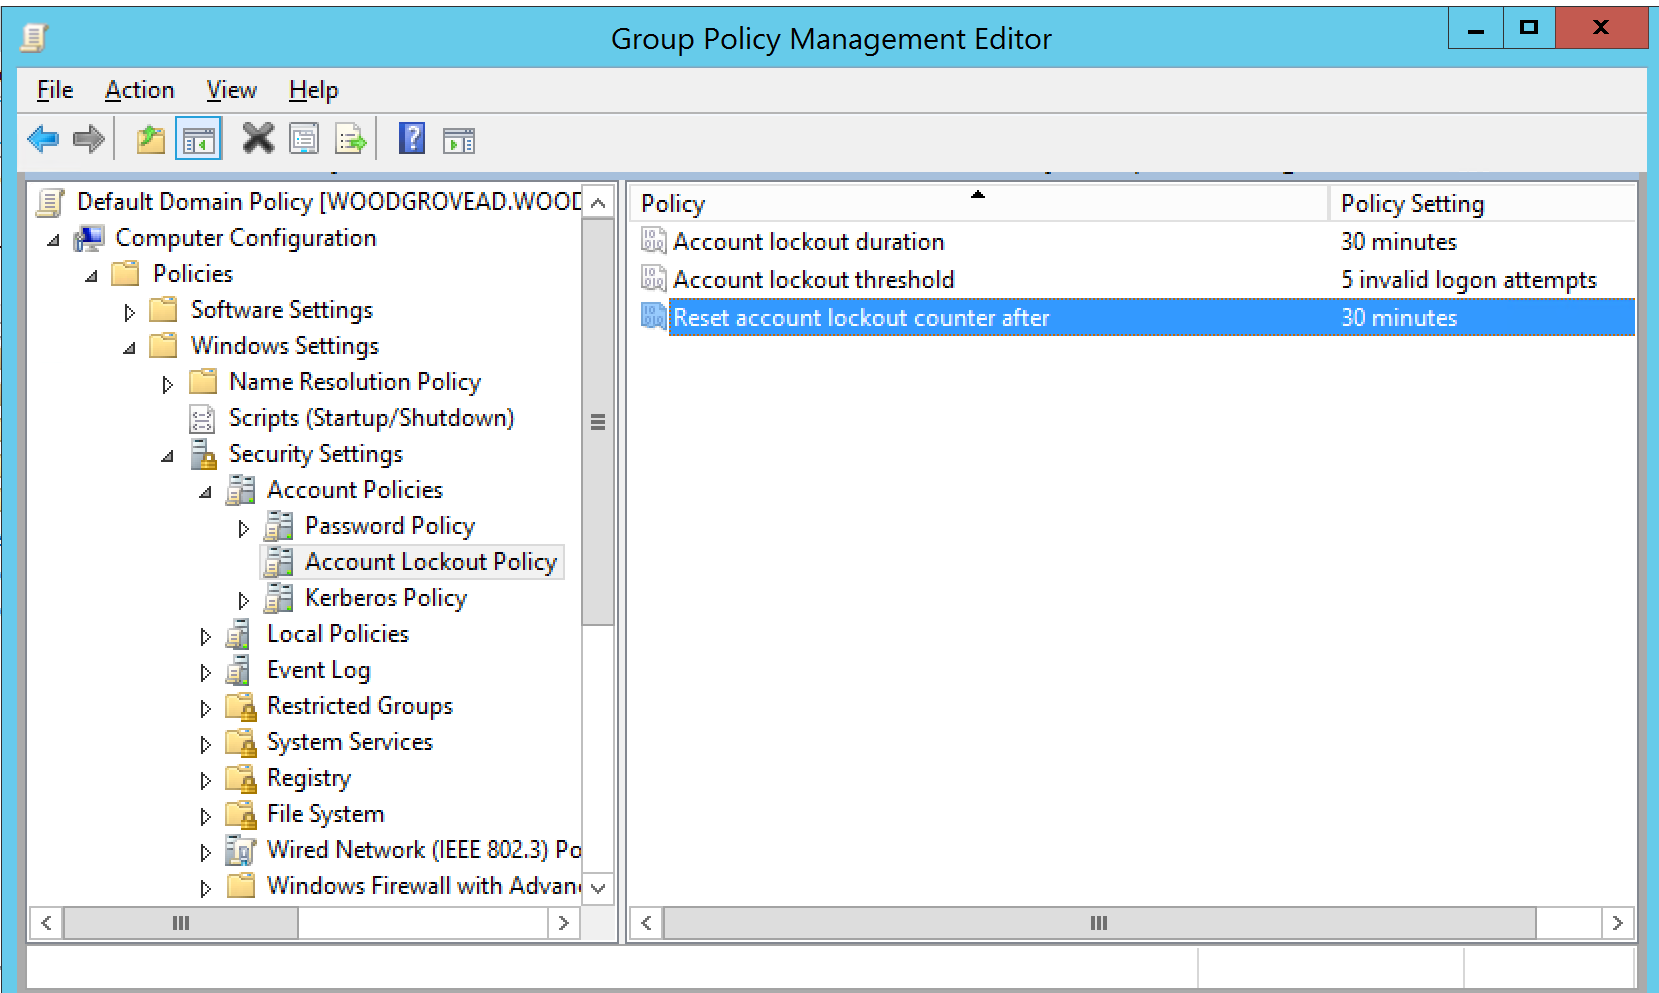 Group Policy Management Editor
File Action View Help
Default Domain Policy [WOODGROVEAD.WOOD
Computer Configuration
Policies
Software Settings
Windows Settings
Name Resolution Policy
Scripts (Startup/Shutdown)
Security Settings
Account Policies
Password Policy
Account Lockout Policy
Kerberos Policy
Local Policies
Event Log
Restricted Groups
System Services
Registry
File System
Wired Network (IEEE 802.3) Po
Windows Firewall with Advan
Policy Policy Setting
Account lockout duration 30 minutes
Account lockout threshold 5 invalid logon attempts
Reset account lockout counter after 30 minutes